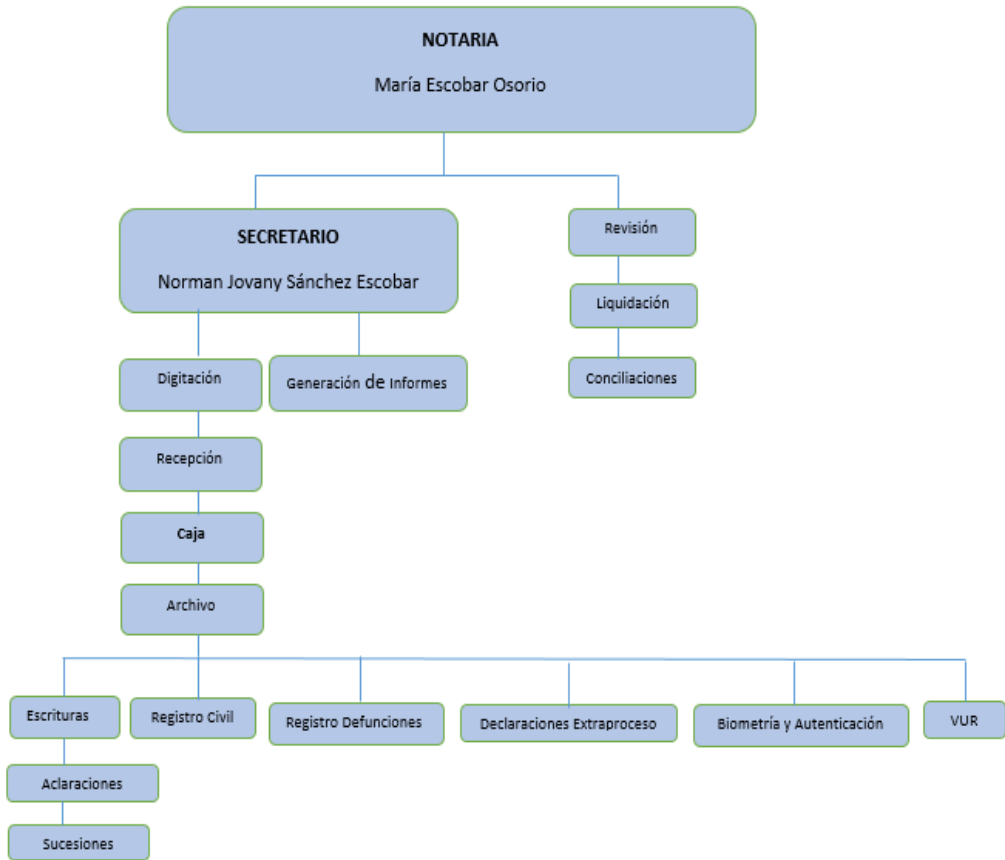 NOTARIA
María Escobar Osorio
SECRETARIO
Norman Jovany Sánchez Escobar
Revisión
Liquidación
Conciliaciones
Digitación
Generación de Informes
Recepción
Caja
Archivo
Escrituras
Registro Civil
Registro Defunciones
Declaraciones Extraproceso
Biometría y Autenticación
VUR
Aclaraciones
Sucesiones